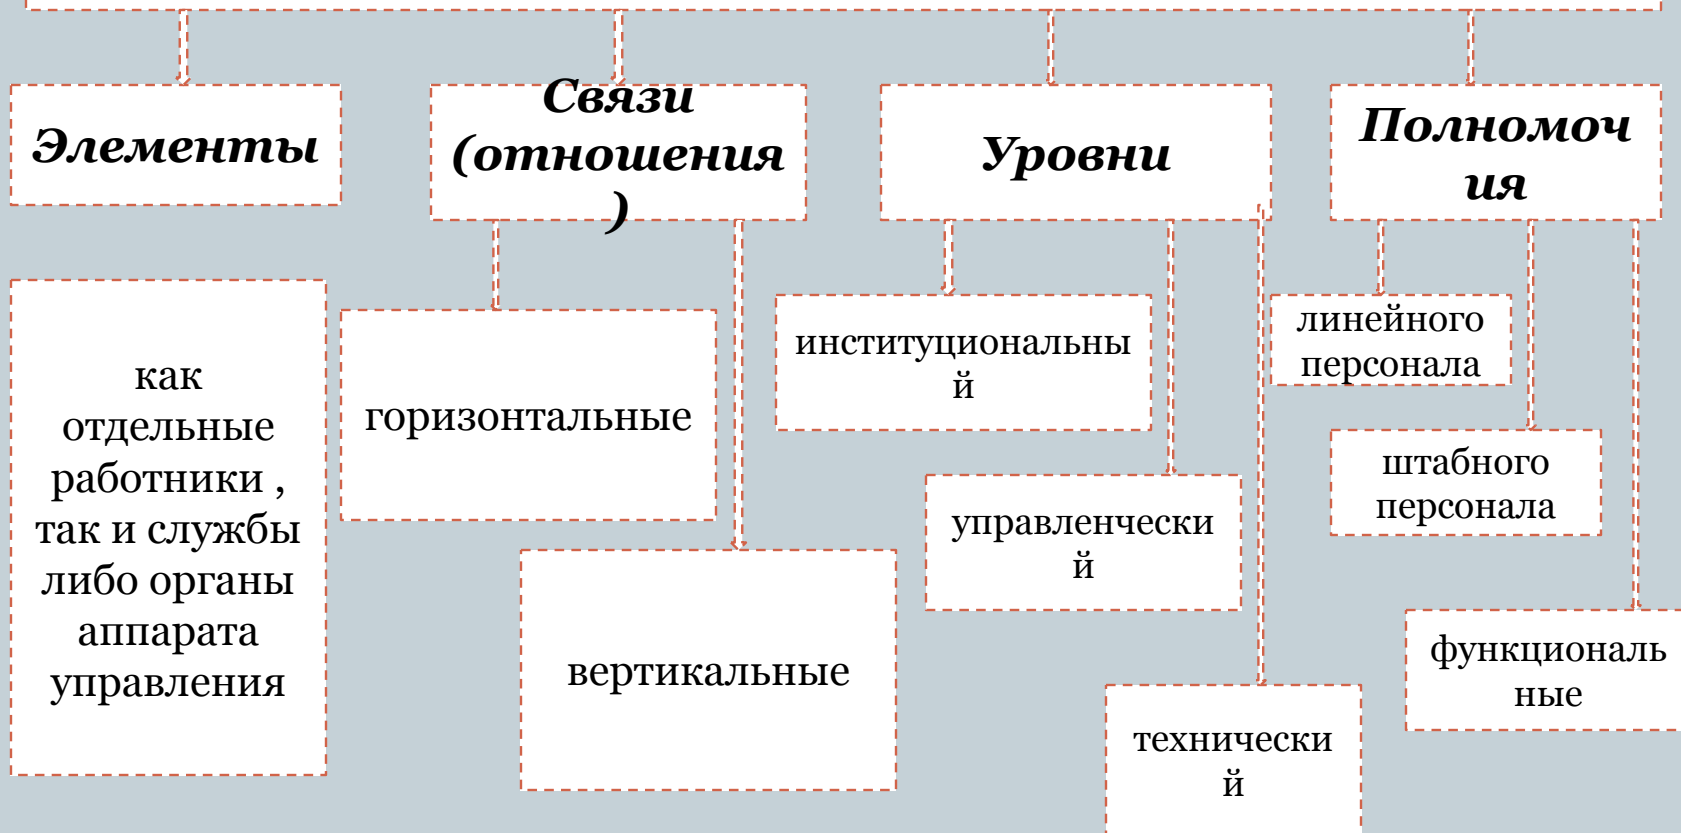 Элементы
Связи
(отношения
)
Уровни
Полномоч
ия
как
отдельные
работники ,
так и службы
либо органы
аппарата
управления
горизонтальные
вертикальные
институциональны
й
управленчески
й
технически
й
линейного
персонала
штабного
персонала
функциональ
ные